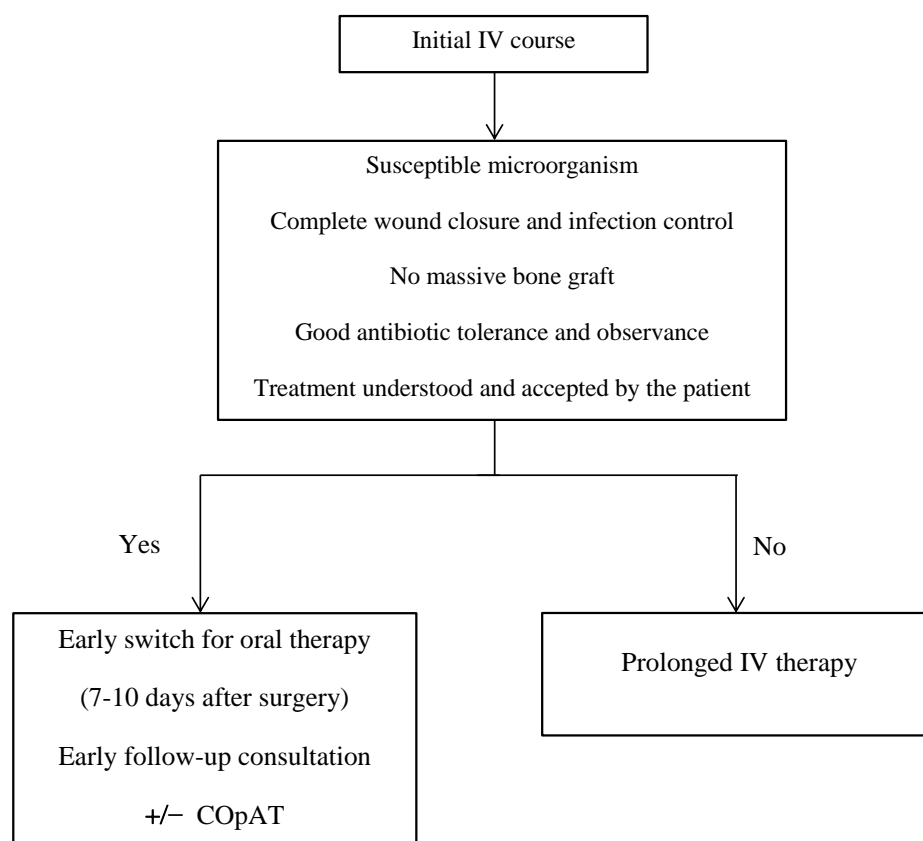 Initial IV course
Susceptible microorganism
Complete wound closure and infection control
No massive bone graft
Good antibiotic tolerance and observance
Treatment understood and accepted by the patient
Yes
No
Early switch for oral therapy
(7-10 days after surgery)
Early follow-up consultation
+/− COpAT
Prolonged IV therapy